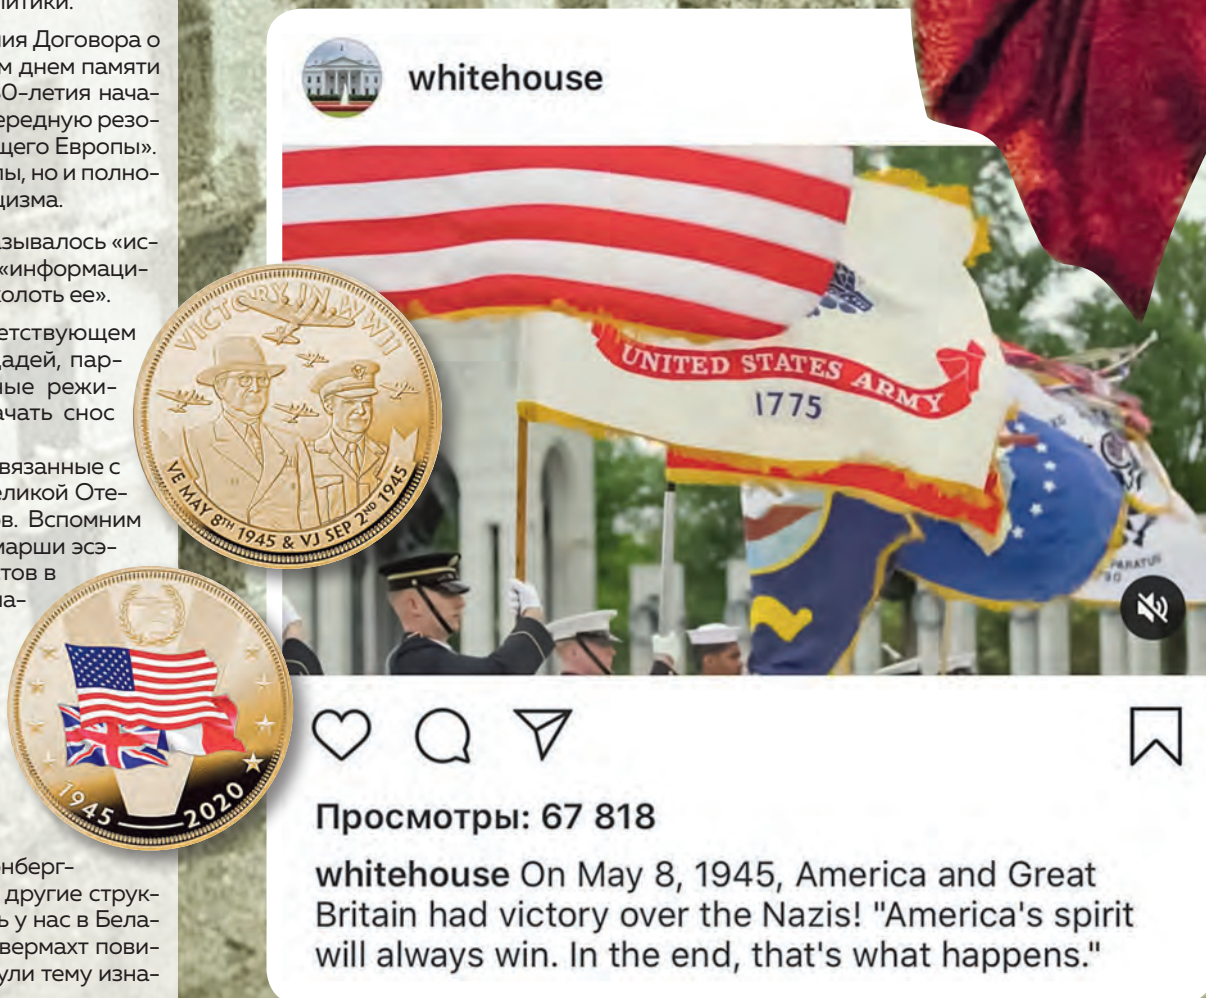 литики.
ия Договора о
м днем памяти
0-летия нача-
ередную резо-
щего Европы».
ы, но и полно-
цизма.
азывалось «ис-
«информаци-
колоть ее».
етствующем
адей, пар-
ные режи-
ачать снос
вязанные с
еликой Оте-
в. Вспомним
марши эсэ-
тов в
на-
нберг-
другие струк-
ь у нас в Бела-
вермахт пови-
ули тему изна-
VICTORY IN WWII
VE MAY 8TH 1945 & VJ SEP 2ND 1945
1945 2020
whitehouse
UNITED STATES ARMY
1775
Просмотры: 67 818
whitehouse On May 8, 1945, America and Great
Britain had victory over the Nazis! "America's spirit
will always win. In the end, that's what happens."